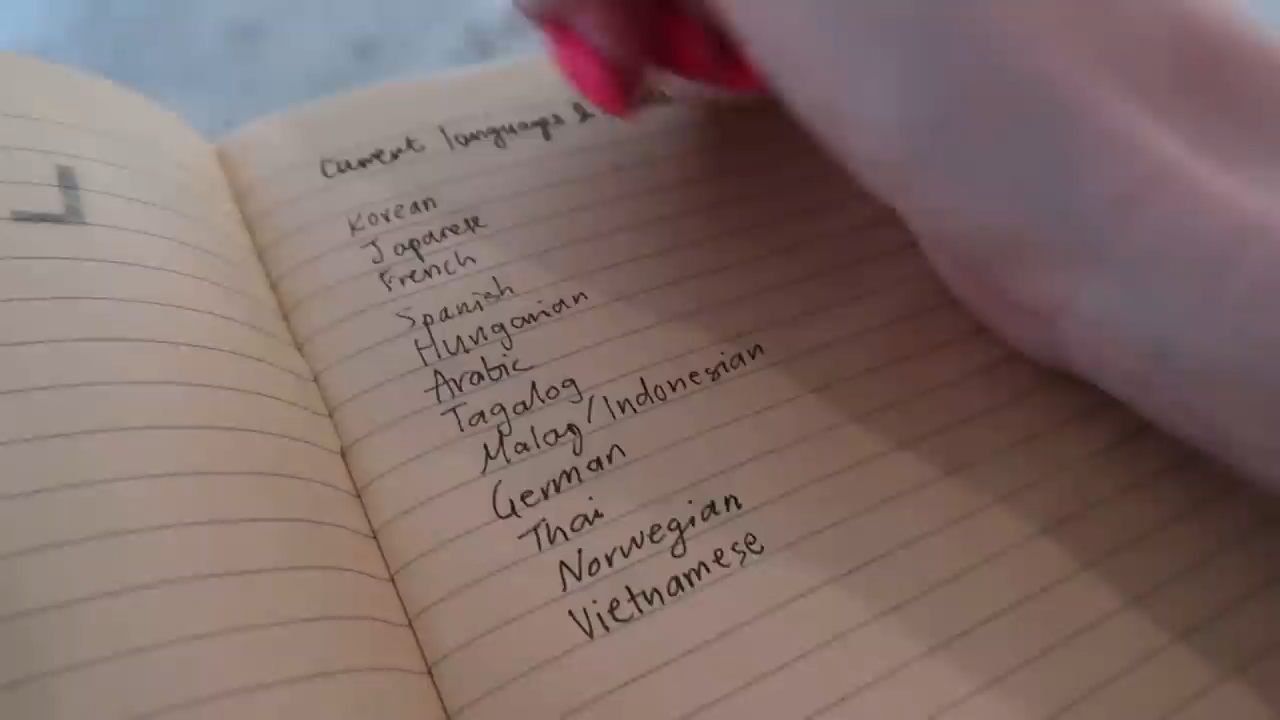 Current languages &
Korean
Japanese
French
Spanish
Hungarian
Arabic
Tagalog
Malay/Indonesian
German
Thai
Norwegian
Vietnamese